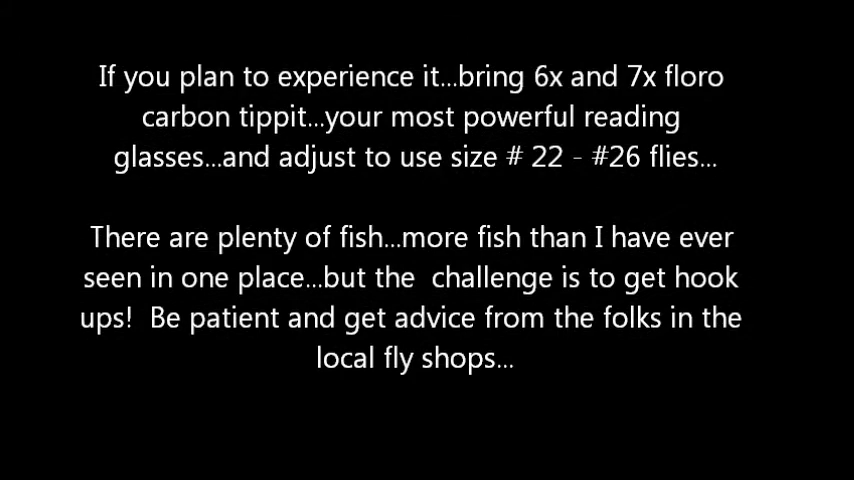 If you plan to experience it...bring 6x and 7x floro
carbon tippit...your most powerful reading
glasses...and adjust to use size # 22 - #26 flies...
There are plenty of fish...more fish than I have ever
seen in one place...but the  challenge is to get hook
ups!  Be patient and get advice from the folks in the
local fly shops...